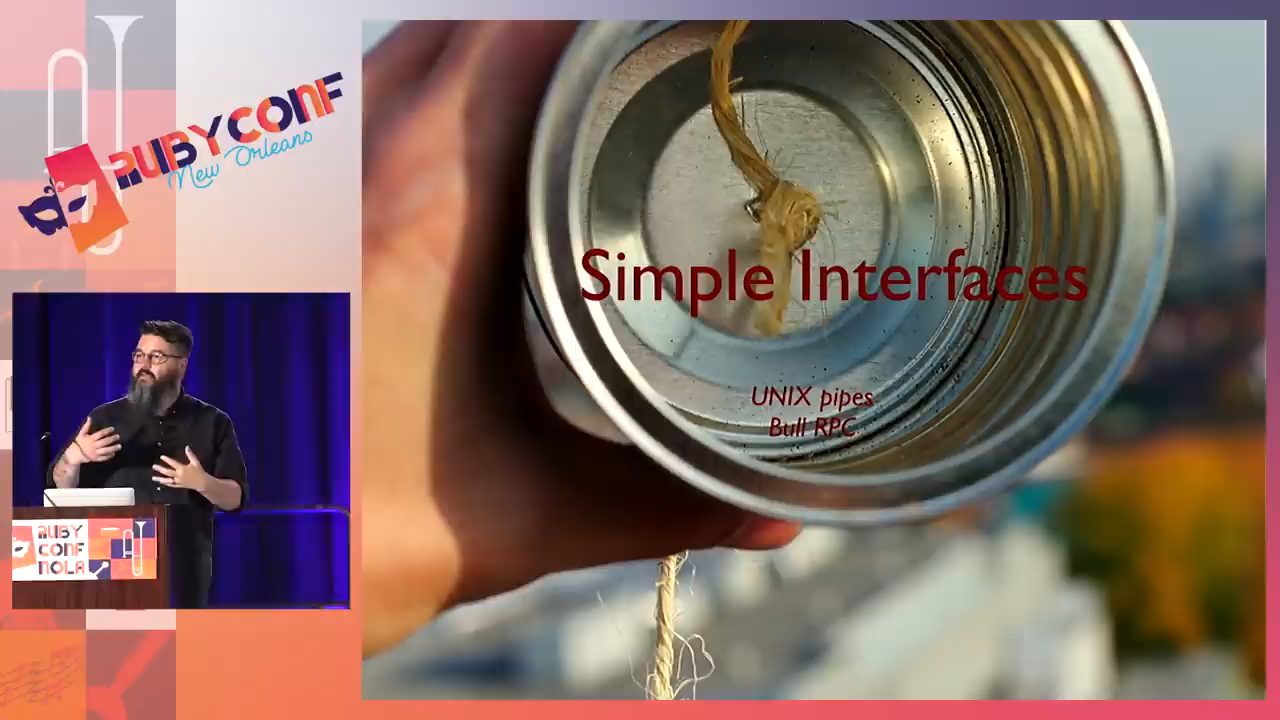 RUBYCONF
New Orleans
Simple Interfaces
UNIX pipes
Bull RPC
RUBY
CONF
NOLA